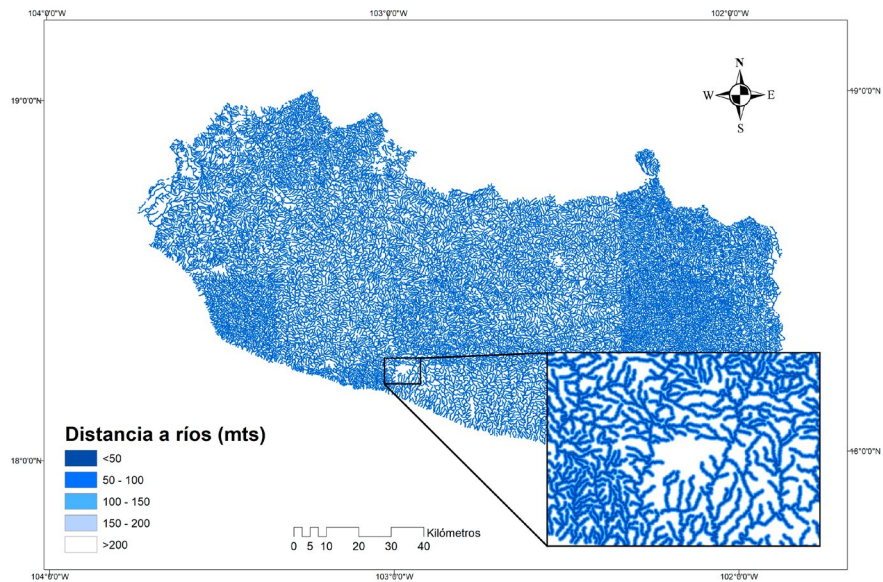 104°0'0"W 103°0'0"W 102°0'0"W
19°0'0"N 19°0'0"N
N
W E
S
Distancia a ríos (mts)
<50
50 - 100
100 - 150
150 - 200
>200
18°0'0"N 18°0'0"N
Kilómetros
0 5 10 20 30 40
104°0'0"W 103°0'0"W 102°0'0"W